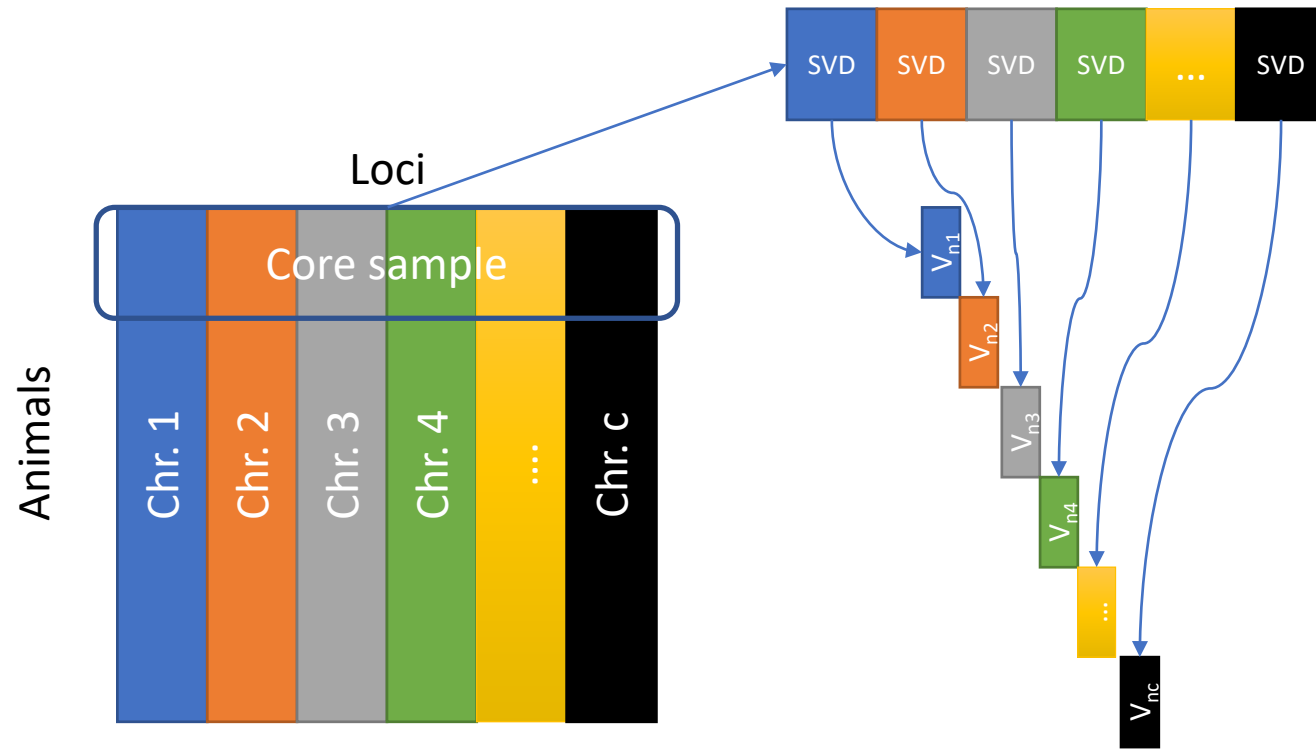 Loci
Animals
Core sample
Chr. 1
Chr. 2
Chr. 3
Chr. 4
....
Chr. c
SVD
SVD
SVD
SVD
...
SVD
Vn1
Vn2
Vn3
Vn4
...
Vnc